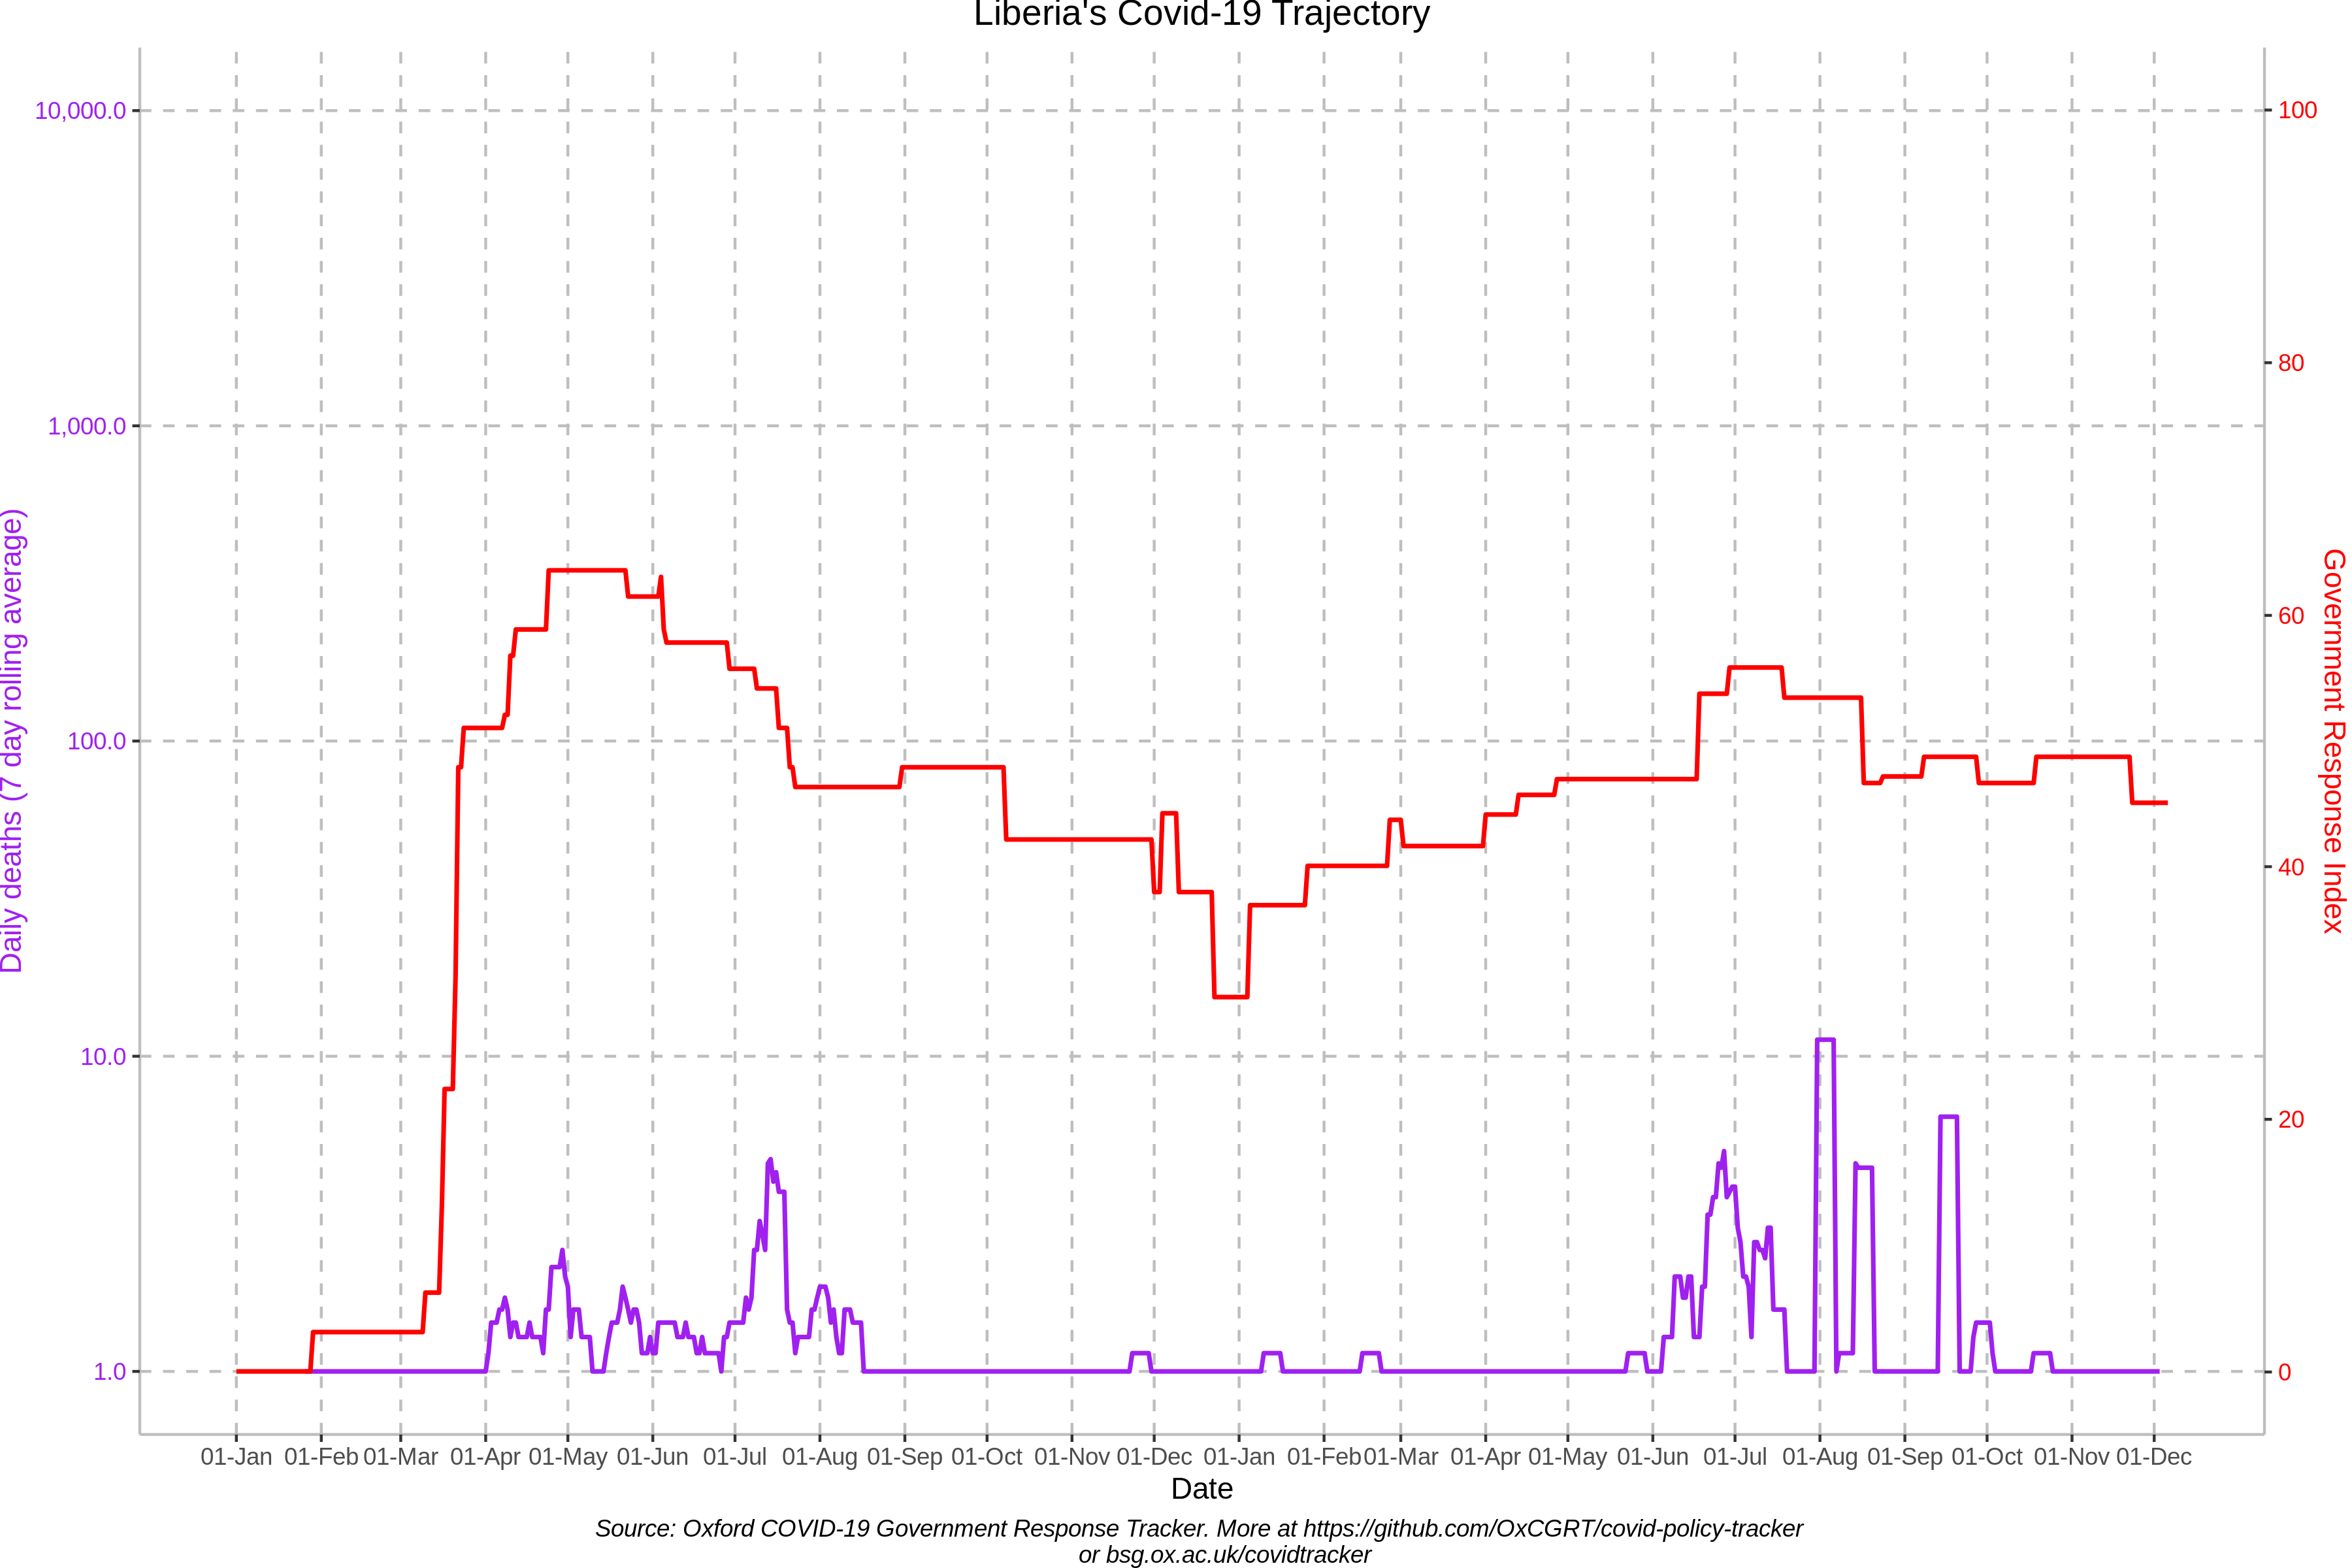 Liberia's Covid-19 Trajectory
10,000.0
1,000.0
100.0
10.0
1.0
Daily deaths (7 day rolling average)
100
80
60
40
20
0
Government Response Index
01-Jan 01-Feb 01-Mar 01-Apr 01-May 01-Jun 01-Jul 01-Aug 01-Sep 01-Oct 01-Nov 01-Dec 01-Jan 01-Feb 01-Mar 01-Apr 01-May 01-Jun 01-Jul 01-Aug 01-Sep 01-Oct 01-Nov 01-Dec
Date
Source: Oxford COVID-19 Government Response Tracker. More at https://github.com/OxCGRT/covid-policy-tracker
or bsg.ox.ac.uk/covidtracker